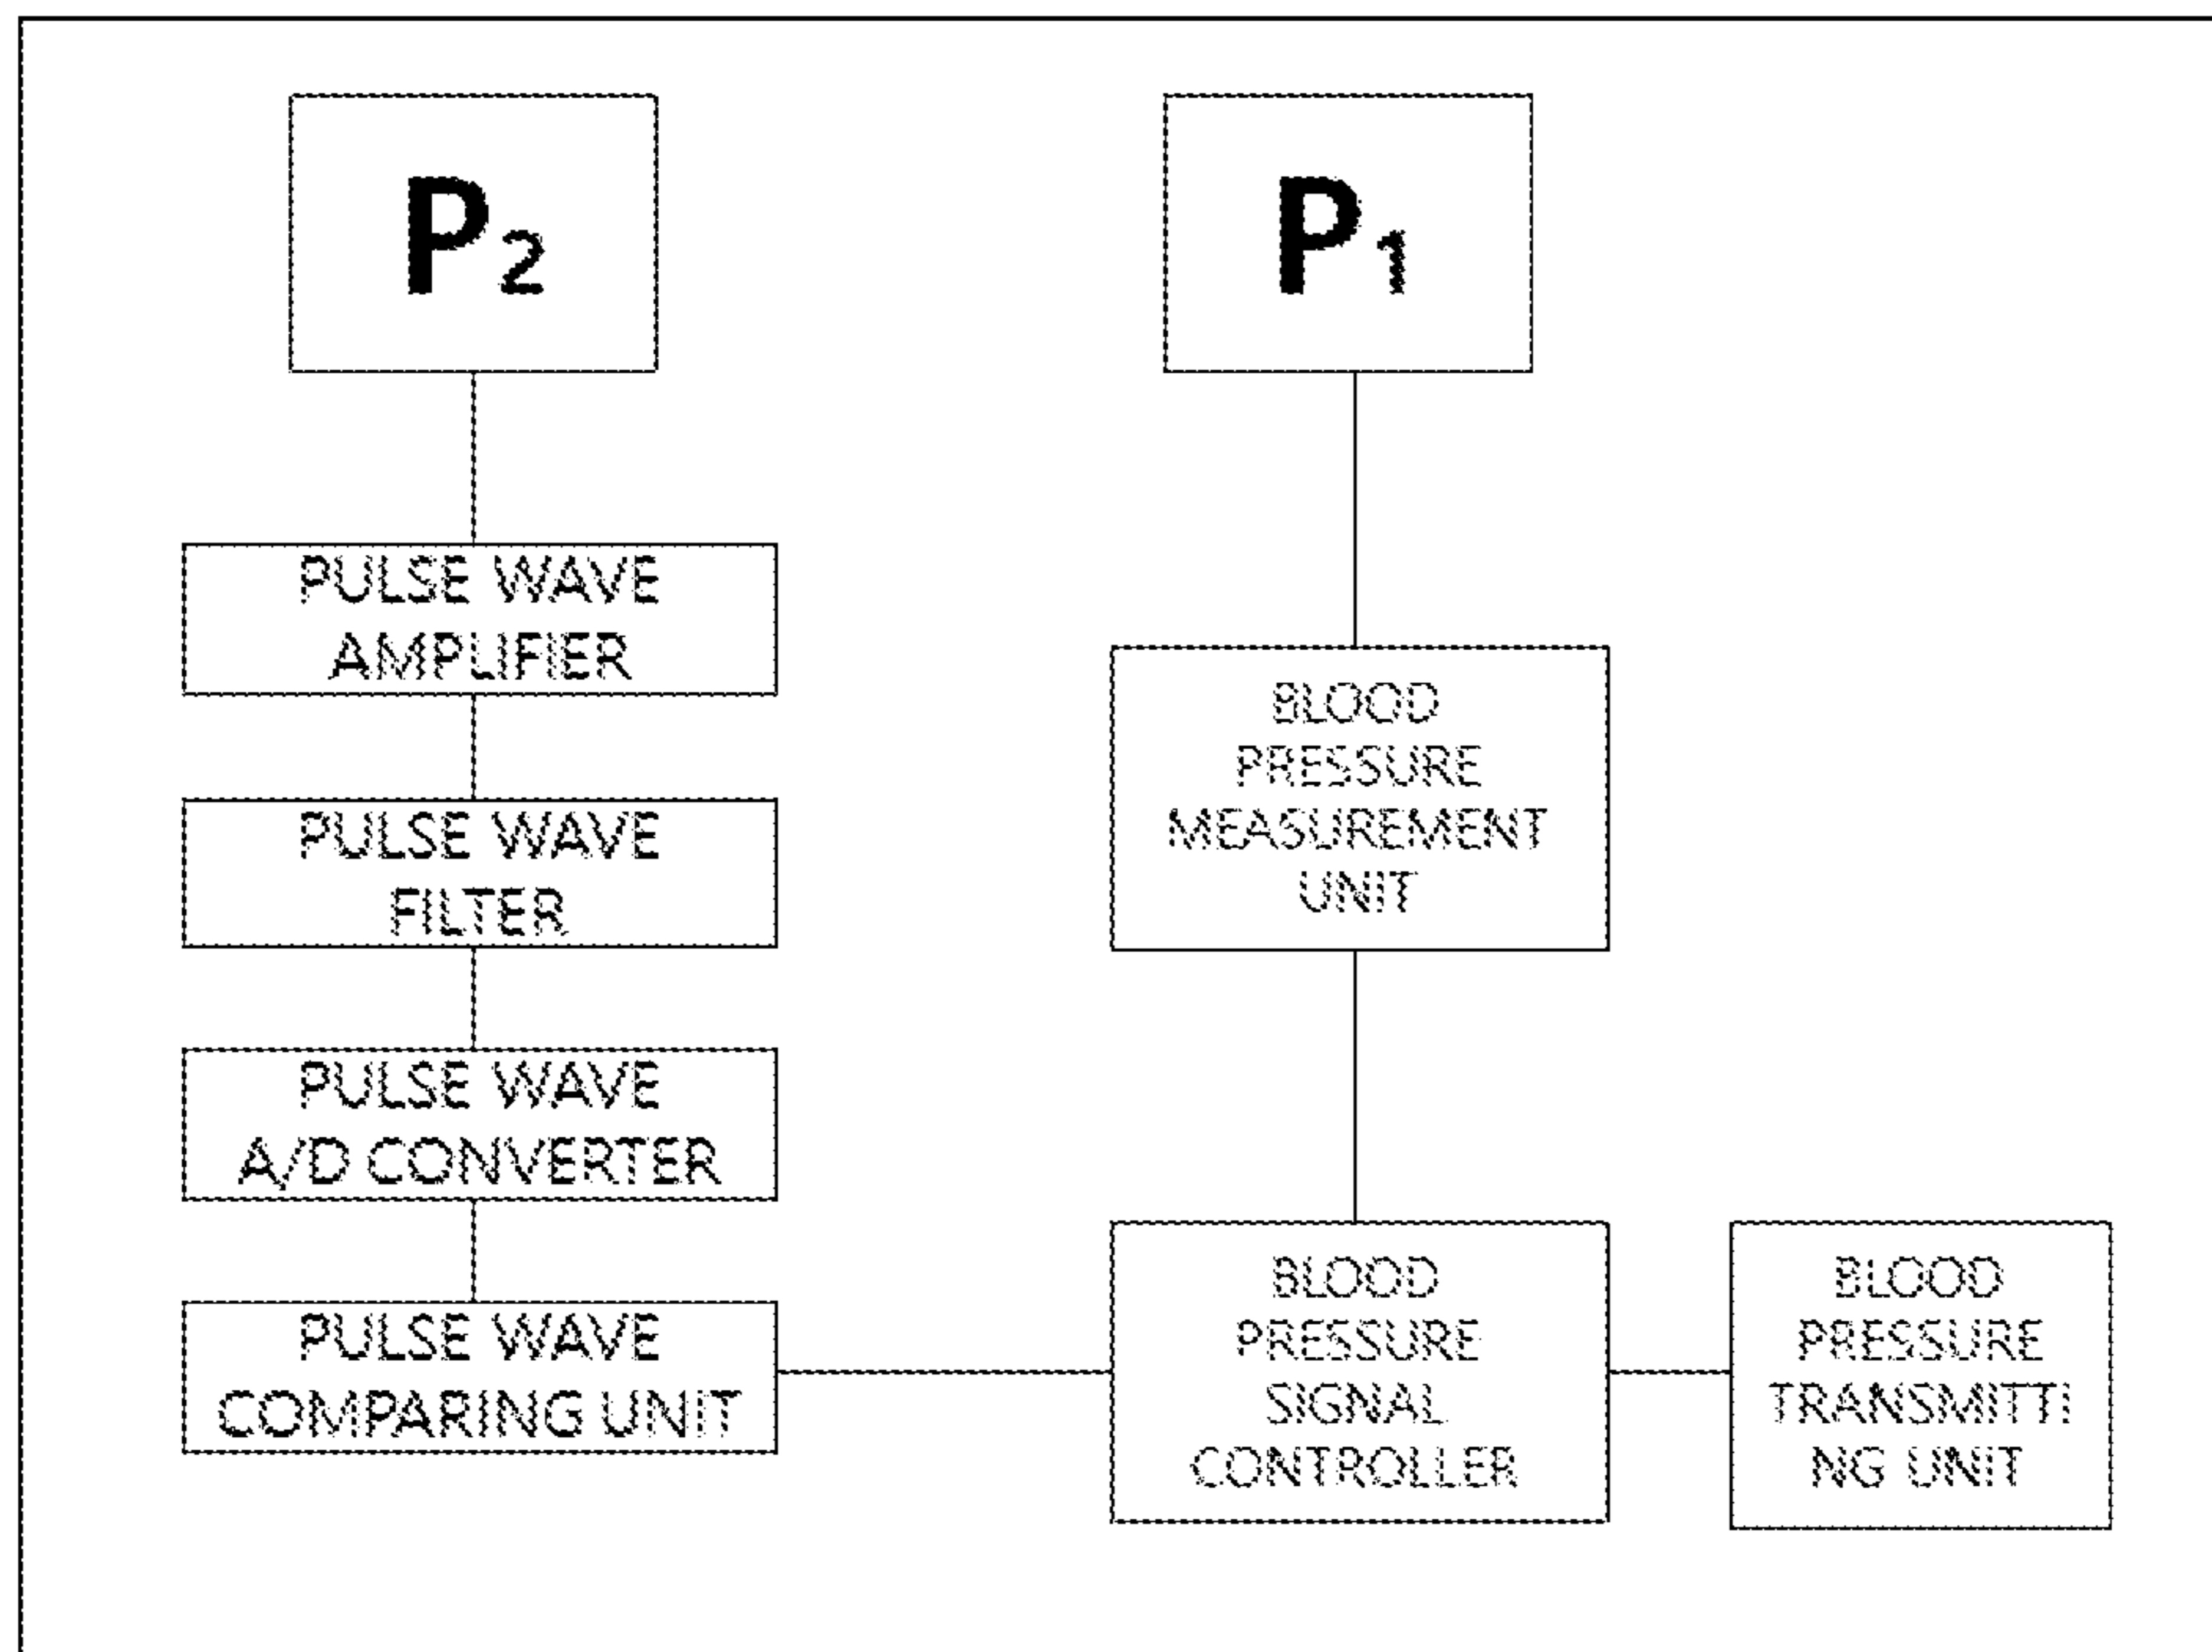 P2
PULSE WAVE
AMPLIFIER
PULSE WAVE
FILTER
PULSE WAVE
A/D CONVERTER
PULSE WAVE
COMPARING UNIT
P1
BLOOD
PRESSURE
MEASUREMENT
UNIT
BLOOD
PRESSURE
SIGNAL
CONTROLLER
BLOOD
PRESSURE
TRANSMITTI
NG UNIT